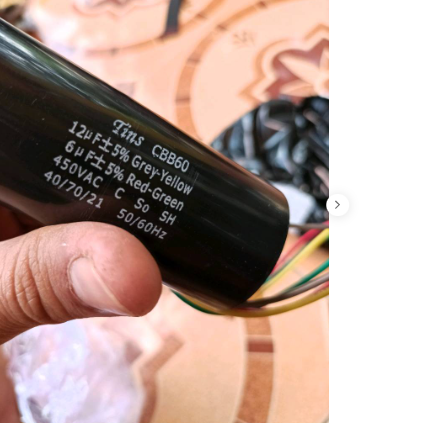 Tins CBB60
12μF±5% Grey-Yellow
6μF±5% Red-Green
450VAC C So SH
40/70/21 50/60Hz